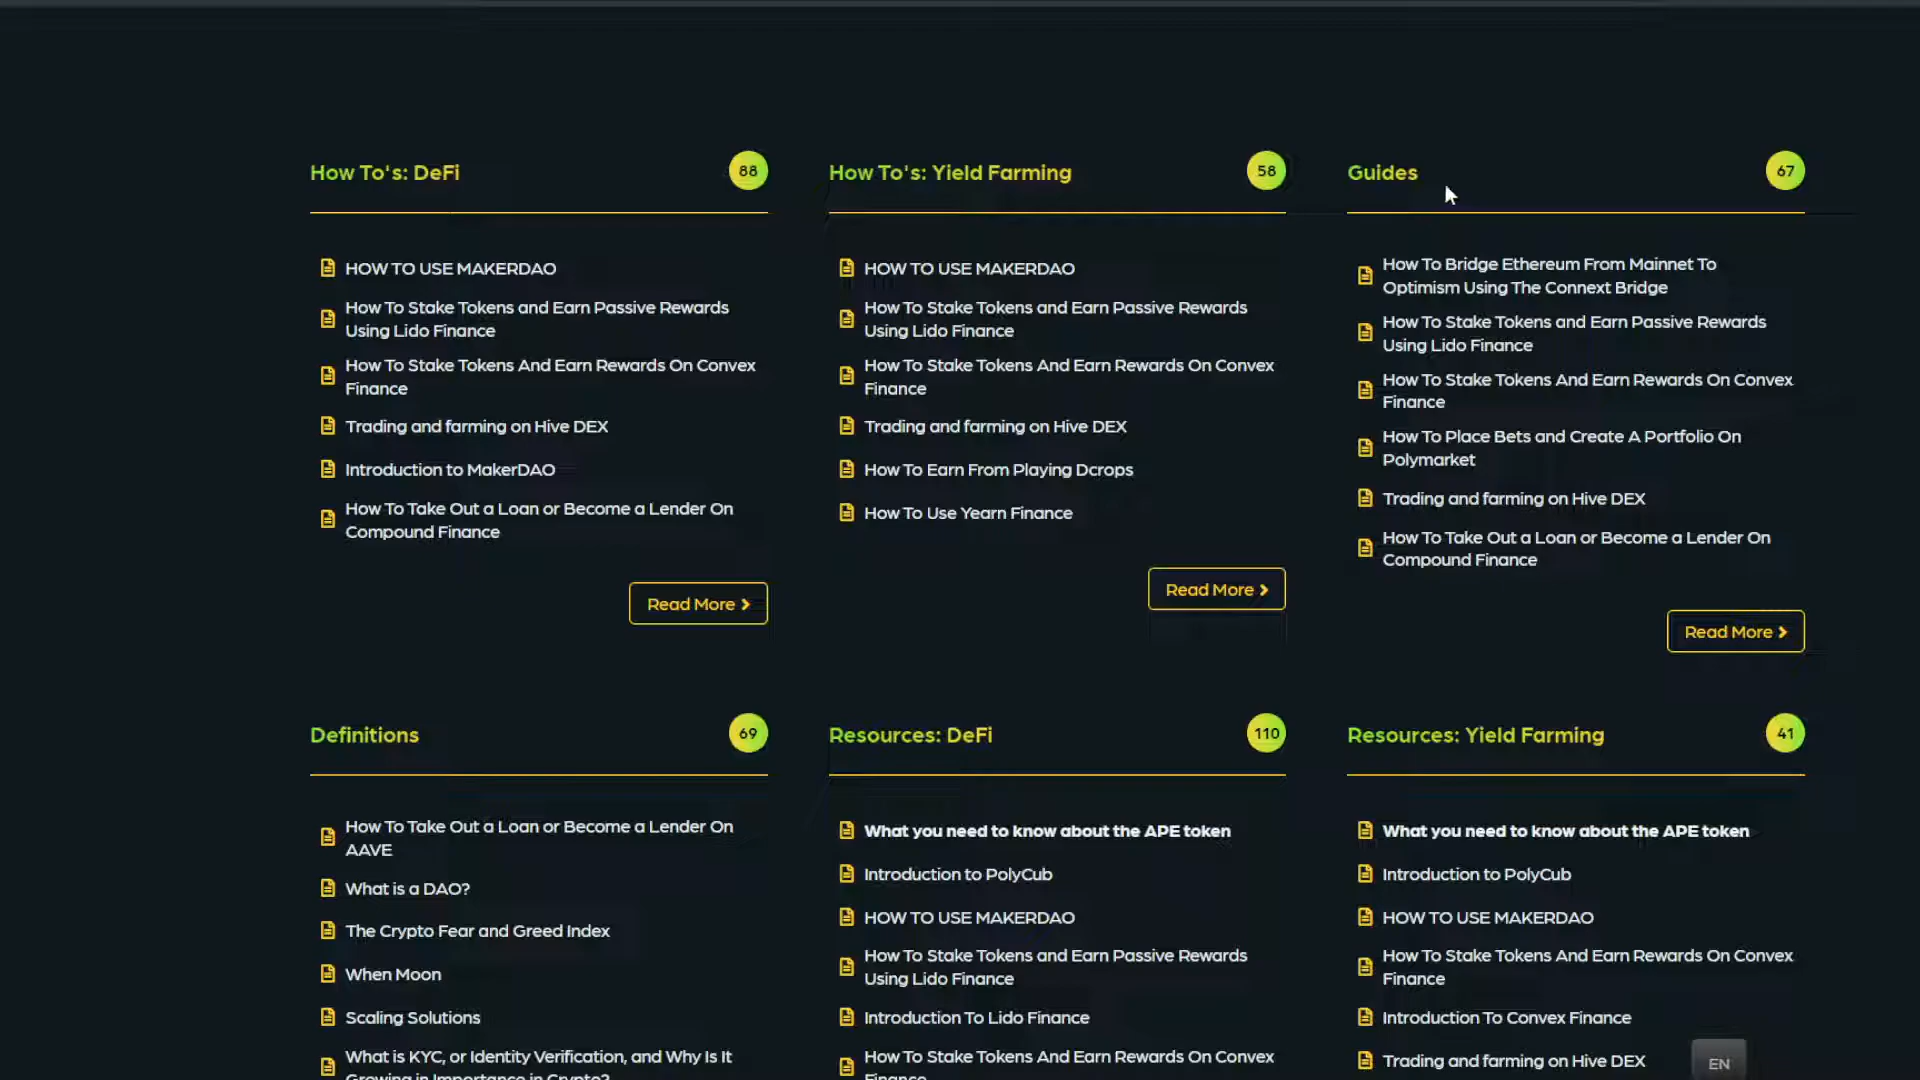 How To's: DeFi
88
HOW TO USE MAKERDAO
How To Stake Tokens and Earn Passive Rewards
Using Lido Finance
How To Stake Tokens And Earn Rewards On Convex
Finance
Trading and farming on Hive DEX
Introduction to MakerDAO
How To Take Out a Loan or Become a Lender On
Compound Finance
Read More
How To's: Yield Farming
58
HOW TO USE MAKERDAO
How To Stake Tokens and Earn Passive Rewards
Using Lido Finance
How To Stake Tokens And Earn Rewards On Convex
Finance
Trading and farming on Hive DEX
How To Earn From Playing Dcrops
How To Use Yearn Finance
Read More
Guides
67
How To Bridge Ethereum From Mainnet To
Optimism Using The Connext Bridge
How To Stake Tokens and Earn Passive Rewards
Using Lido Finance
How To Stake Tokens And Earn Rewards On Convex
Finance
How To Place Bets and Create A Portfolio On
Polymarket
Trading and farming on Hive DEX
How To Take Out a Loan or Become a Lender On
Compound Finance
Read More
Definitions
69
How To Take Out a Loan or Become a Lender On
AAVE
What is a DAO?
The Crypto Fear and Greed Index
When Moon
Scaling Solutions
What is KYC, or Identity Verification, and Why Is It
Growing in Importance in Crypto?
Resources: DeFi
110
What you need to know about the APE token
Introduction to PolyCub
HOW TO USE MAKERDAO
How To Stake Tokens and Earn Passive Rewards
Using Lido Finance
Introduction To Lido Finance
How To Stake Tokens And Earn Rewards On Convex
Finance
Resources: Yield Farming
41
What you need to know about the APE token
Introduction to PolyCub
HOW TO USE MAKERDAO
How To Stake Tokens And Earn Rewards On Convex
Finance
Introduction To Convex Finance
Trading and farming on Hive DEX
EN